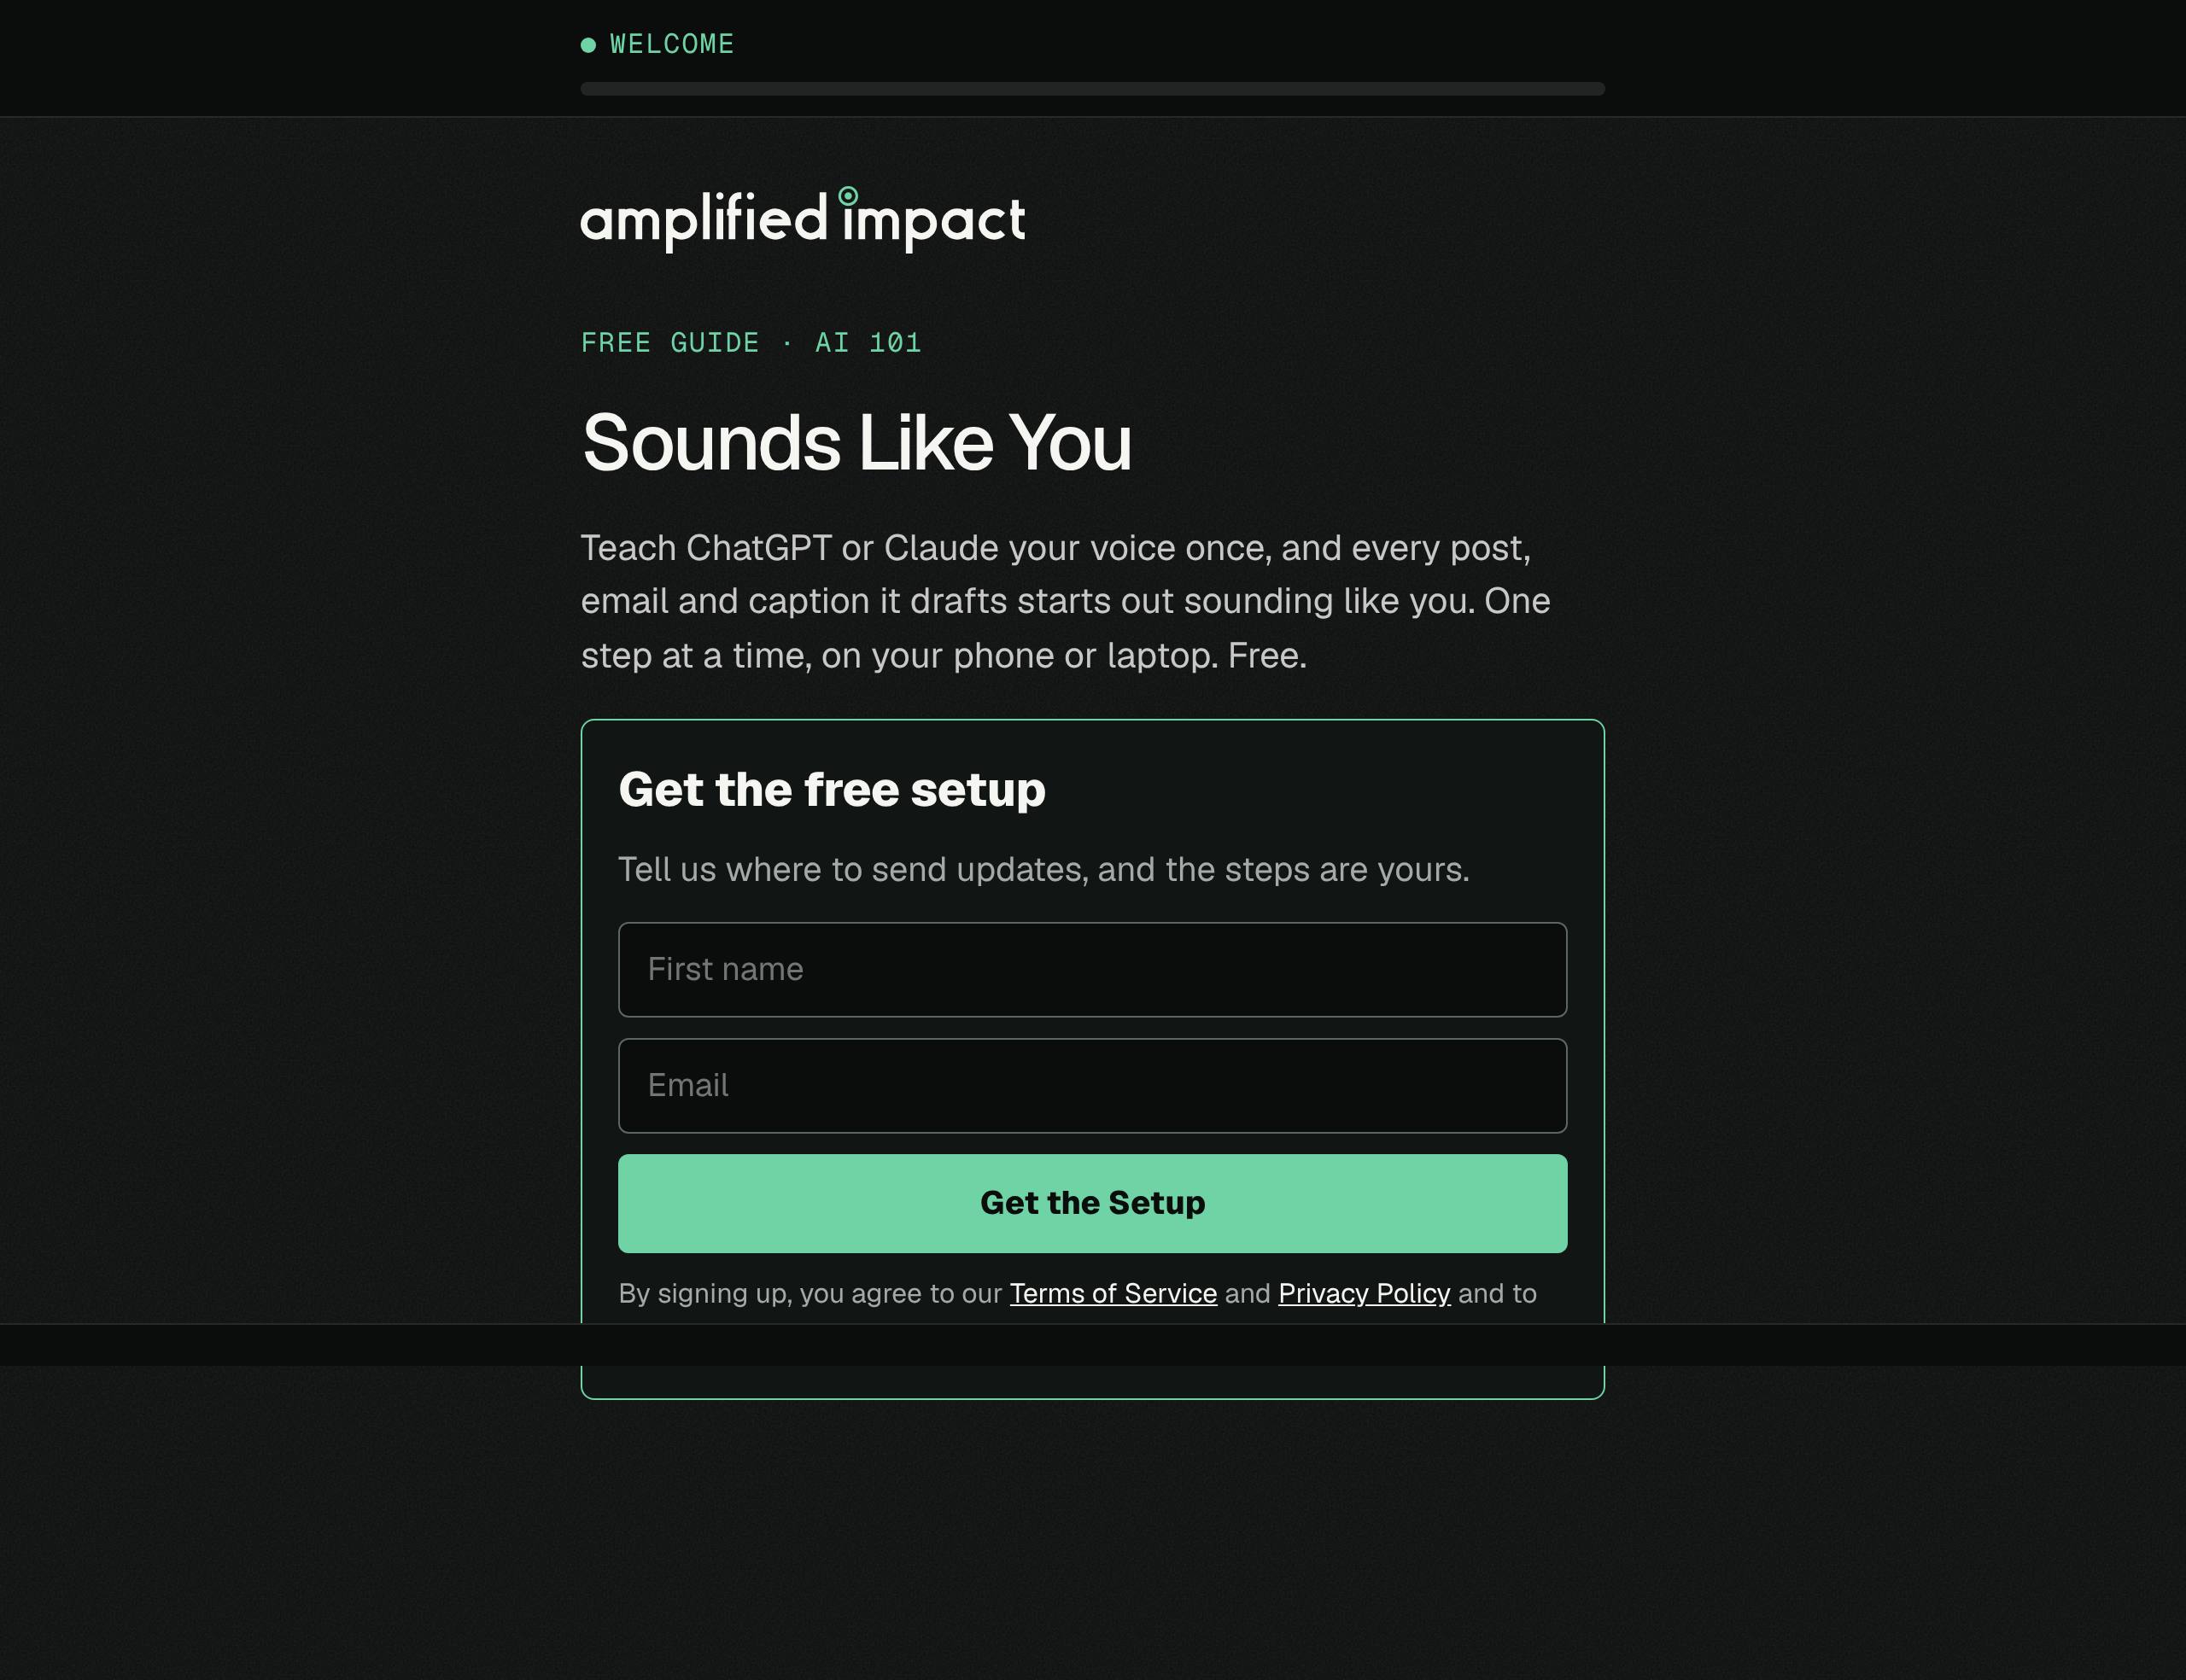 WELCOME
amplified impact
FREE GUIDE · AI 101
Sounds Like You
Teach ChatGPT or Claude your voice once, and every post,
email and caption it drafts starts out sounding like you. One
step at a time, on your phone or laptop. Free.
Get the free setup
Tell us where to send updates, and the steps are yours.
First name
Email
Get the Setup
By signing up, you agree to our Terms of Service and Privacy Policy and to